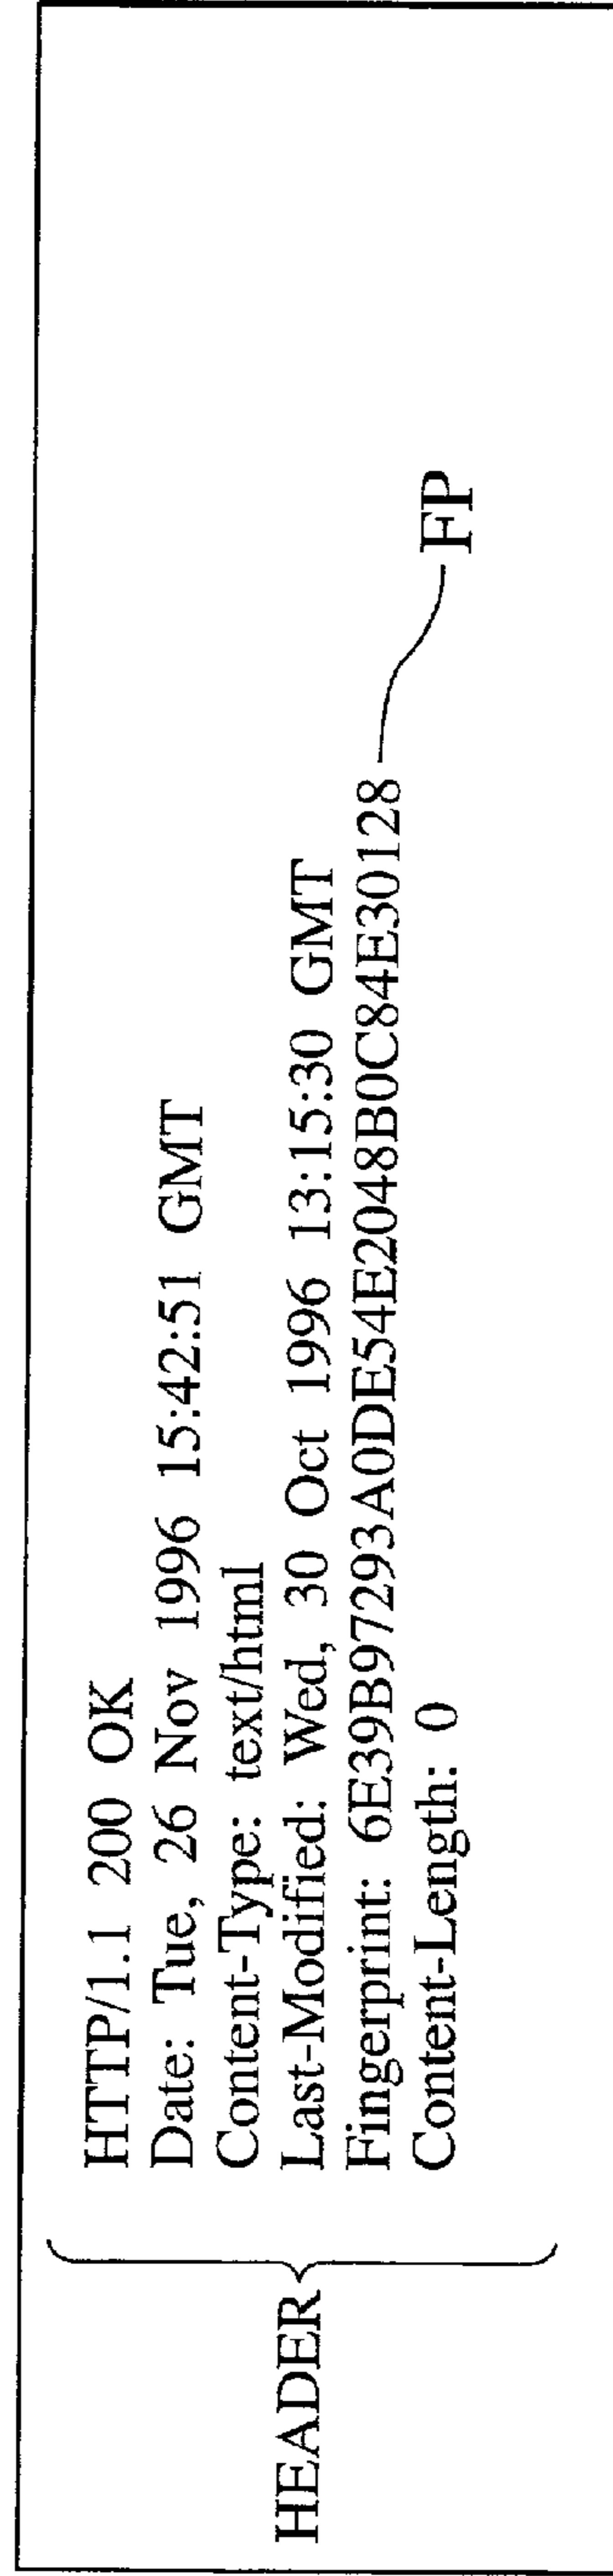 HEADER
HTTP/1.1 200 OK
Date: Tue, 26 Nov 1996 15:42:51 GMT
Content-Type: text/html
Last-Modified: Wed, 30 Oct 1996 13:15:30 GMT
Fingerprint: 6E39B97293A0DE54E2048B0C84E30128
Content-Length: 0
FP